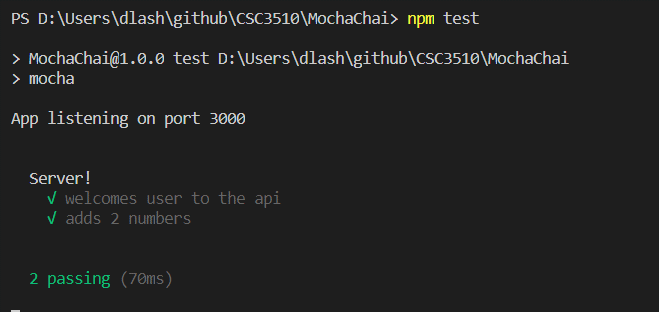 PS D:\Users\dlash\github\CSC3510\MochaChai> npm test
> MochaChai@1.0.0 test D:\Users\dlash\github\CSC3510\MochaChai
> mocha
App listening on port 3000
Server!
√ welcomes user to the api
√ adds 2 numbers
2 passing (70ms)